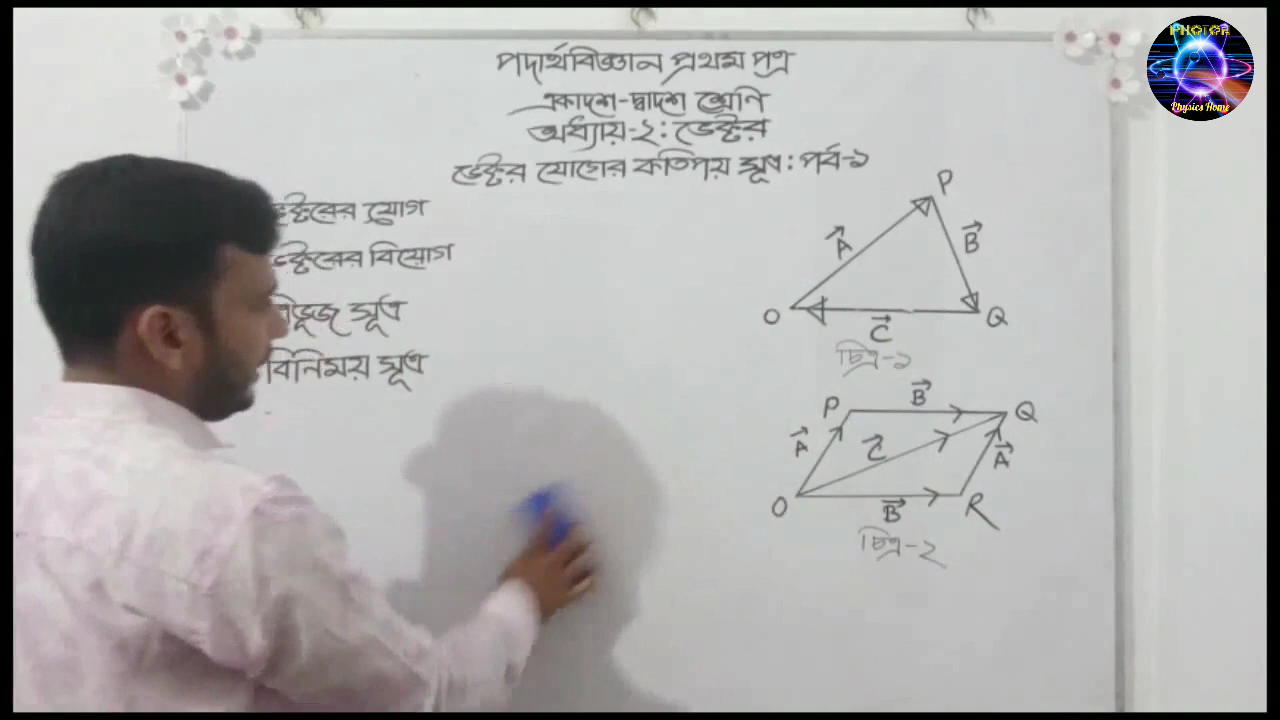 PHOTON
Physics Home
পদার্থবিজ্ঞান প্রথম পত্র
একাদশ-দ্বাদশ শ্রেণি
অধ্যায়-২: ভেক্টর
ভেক্টর যোগের কতিপয় সূত্র: পর্ব-১
ক্টরের যোগ
ক্টরের বিয়োগ
ভূজ সূত্র
বিনিময় সূত্র
P
A⃗ B⃗
O Q
C⃗
চিত্র-১
P B⃗ Q
A⃗ C⃗ A⃗
O B⃗ R
চিত্র-২